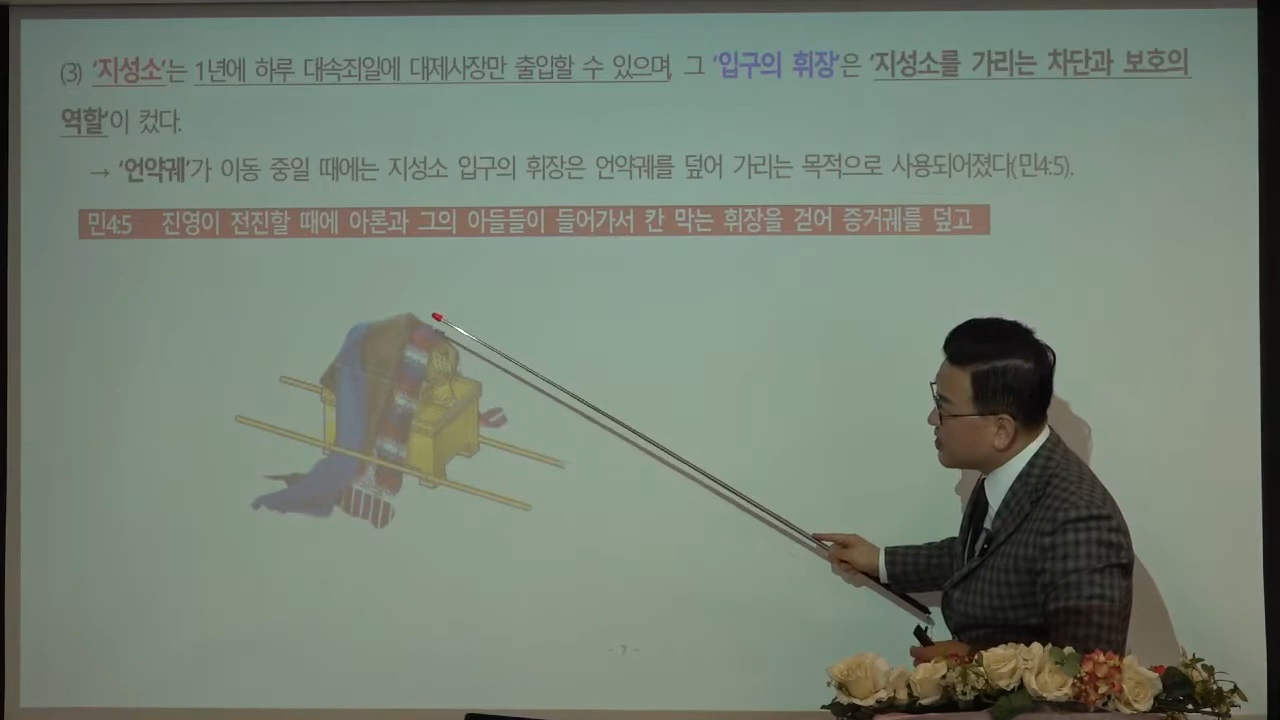 (3) '지성소'는 1년에 하루 대속죄일에 대제사장만 출입할 수 있으며, 그 '입구의 휘장'은 '지성소를 가리는 차단과 보호의
역할'이 컸다.
→ '언약궤'가 이동 중일 때에는 지성소 입구의 휘장은 언약궤를 덮어 가리는 목적으로 사용되어졌다(민4:5).
민4:5 진영이 전진할 때에 아론과 그의 아들들이 들어가서 칸 막는 휘장을 걷어 증거궤를 덮고
- 7 -